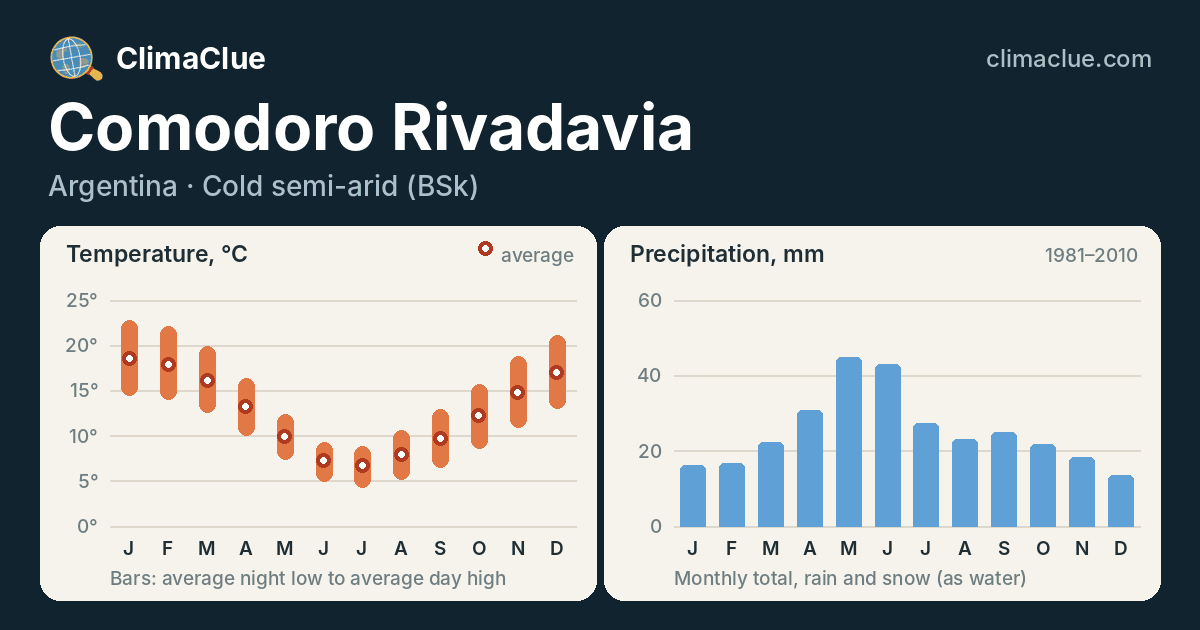 ClimaClue
climaclue.com
Comodoro Rivadavia
Argentina · Cold semi-arid (BSk)
Temperature, °C
average
25°
20°
15°
10°
5°
0°
J F M A M J J A S O N D
Bars: average night low to average day high
Precipitation, mm
1981–2010
60
40
20
0
J F M A M J J A S O N D
Monthly total, rain and snow (as water)